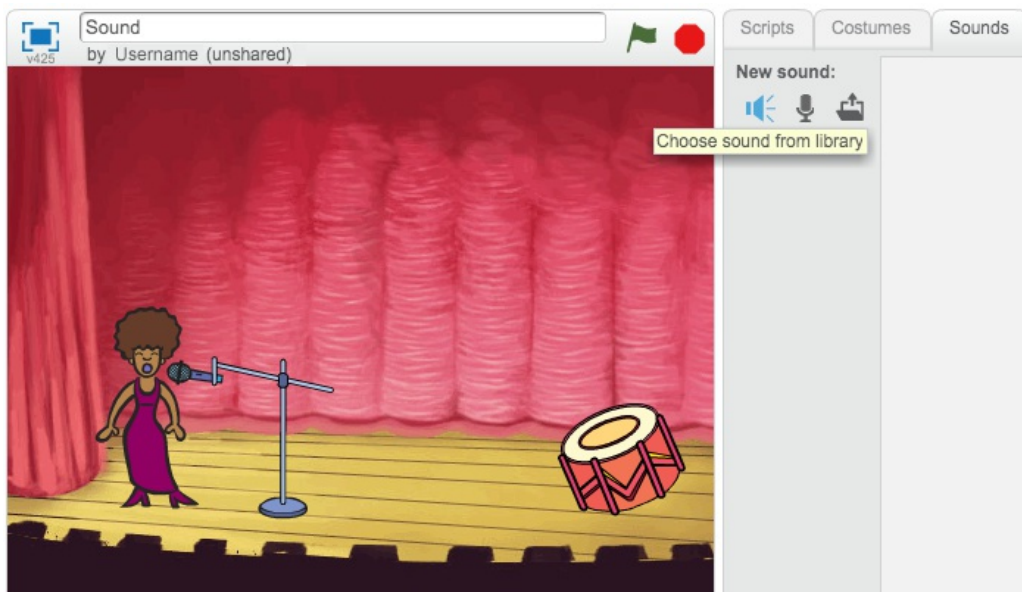 Sound
v425
by Username (unshared)
Scripts
Costumes
Sounds
New sound:
Choose sound from library